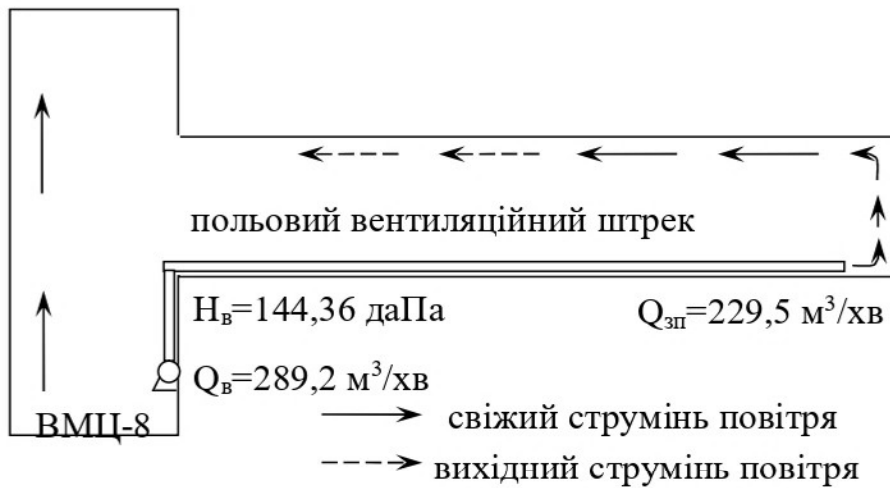 польовий вентиляційний штрек
Hв=144,36 даПа
Qзп=229,5 м³/хв
Qв=289,2 м³/хв
ВМЦ-8
свіжий струмінь повітря
вихідний струмінь повітря